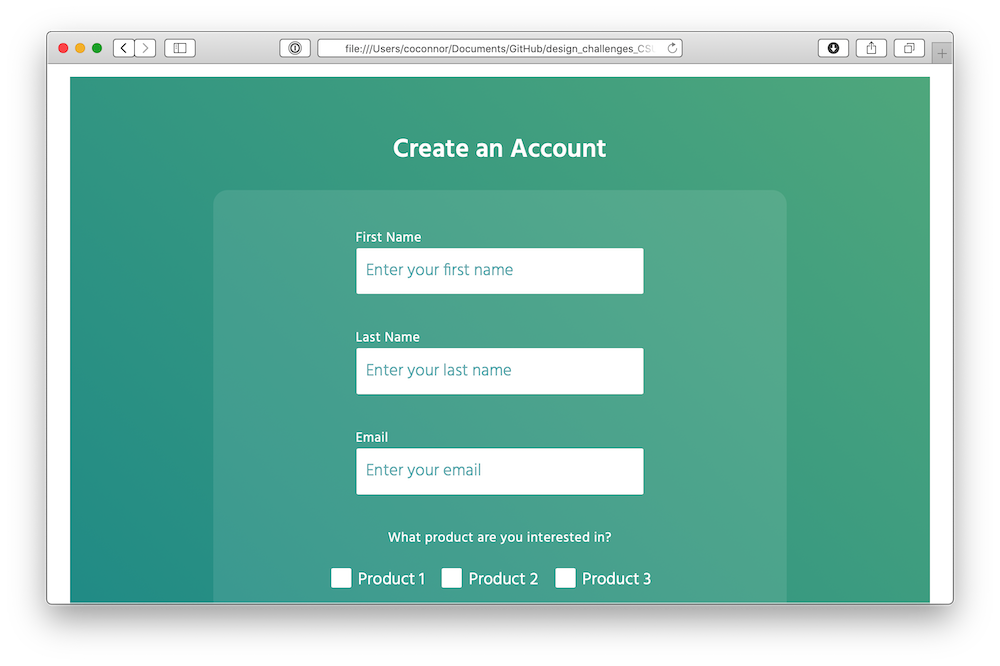 file:///Users/coconnor/Documents/GitHub/design_challenges_CS
Create an Account
First Name
Enter your first name
Last Name
Enter your last name
Email
Enter your email
What product are you interested in?
Product 1 Product 2 Product 3